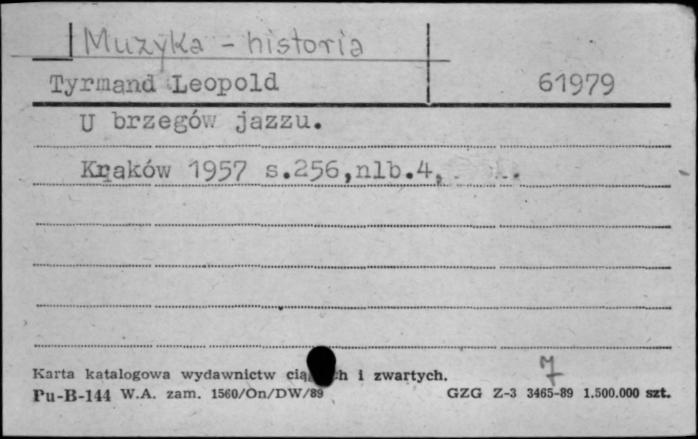 Muzyka - historia
Tyrmand Leopold 61979
U brzegów jazzu.
Kraków 1957 s.256,nlb.4,
7
Karta katalogowa wydawnictw i zwartych.
Pu-B-144 W.A. zam. 1560/On/DW/89 GZG Z-3 3465-89 1.500.000 szt.